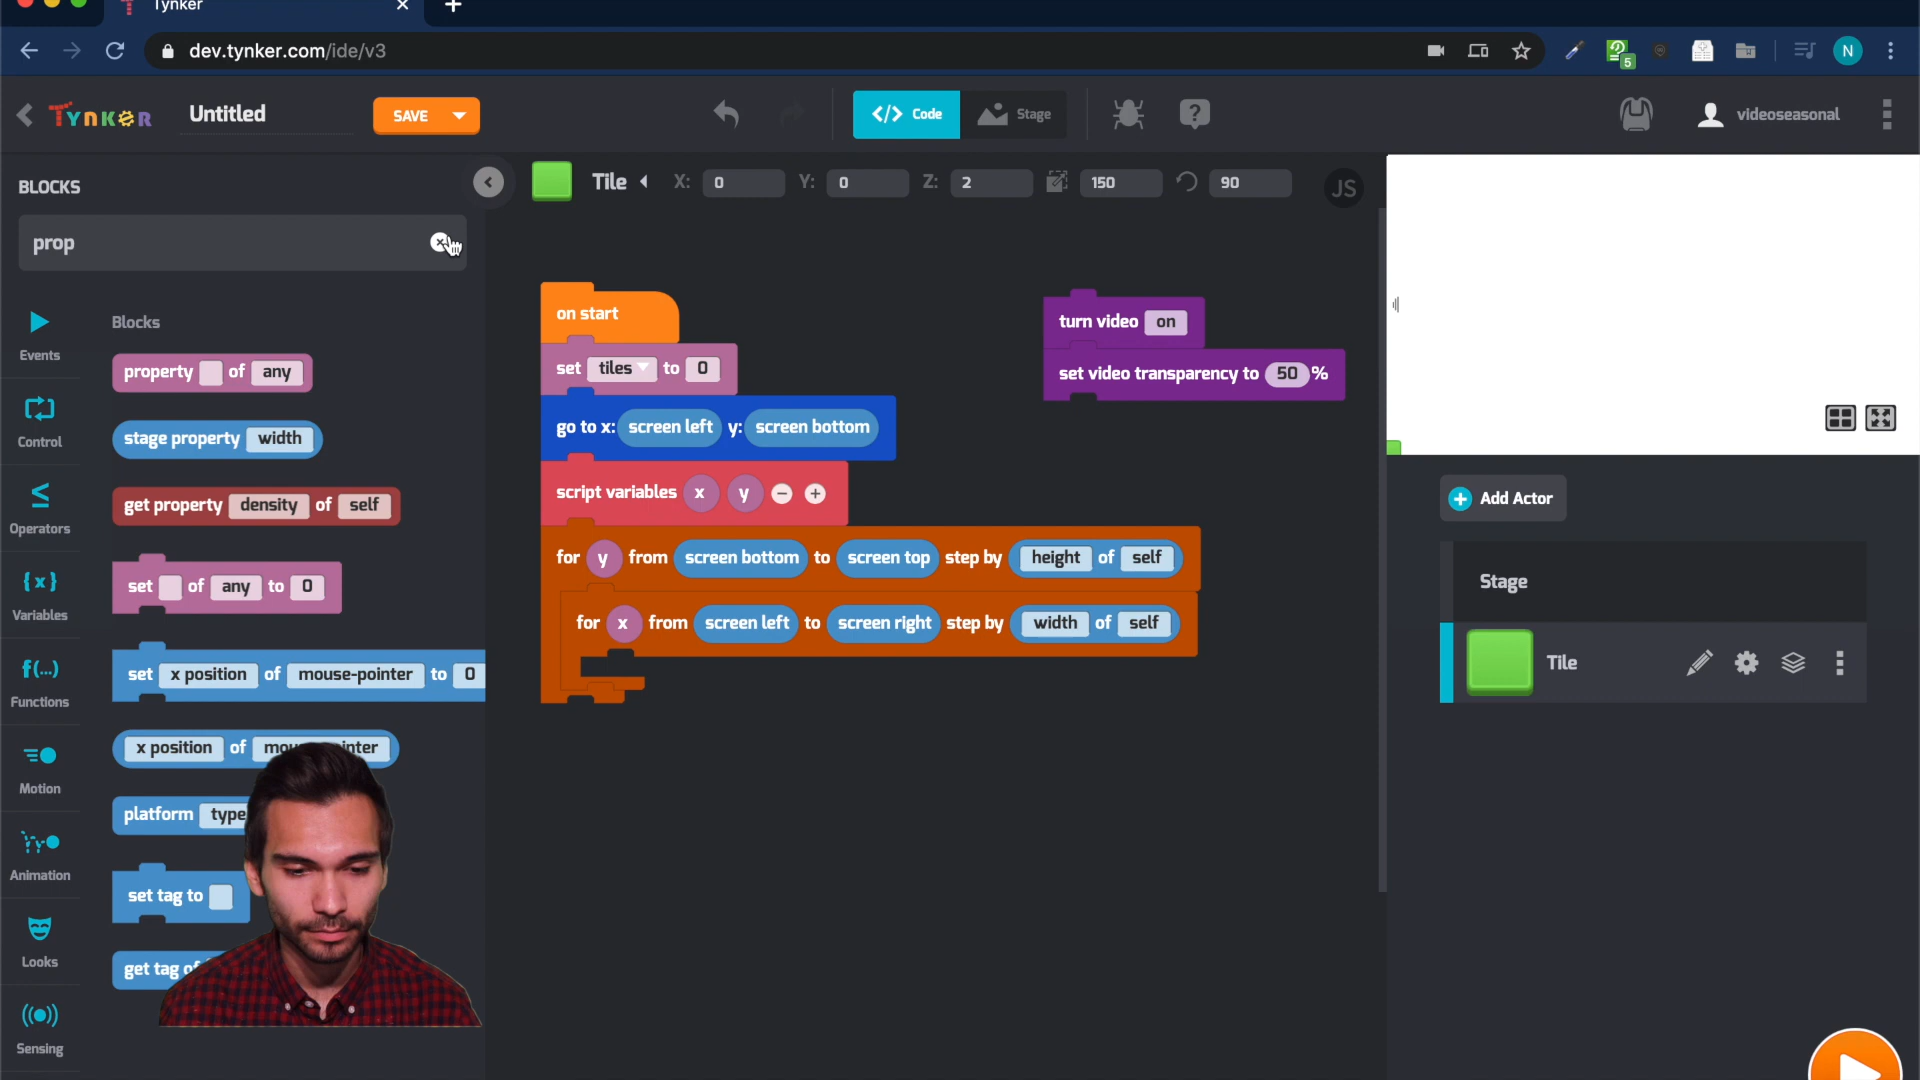 Tynker
dev.tynker.com/ide/v3
5
N
TYNKER
Untitled
SAVE
</> Code
Stage
videoseasonal
BLOCKS
Tile
X: 0
Y: 0
Z: 2
150
90
JS
prop
Events
Control
Operators
Variables
Functions
Motion
Animation
Looks
Sensing
Blocks
property of any
stage property width
get property density of self
set of any to 0
set x position of mouse-pointer to 0
x position of
platform type
set tag to
get tag of
on start
set tiles to 0
go to x: screen left y: screen bottom
script variables x y − +
for y from screen bottom to screen top step by height of self
for x from screen left to screen right step by width of self
turn video on
set video transparency to 50 %
Add Actor
Stage
Tile